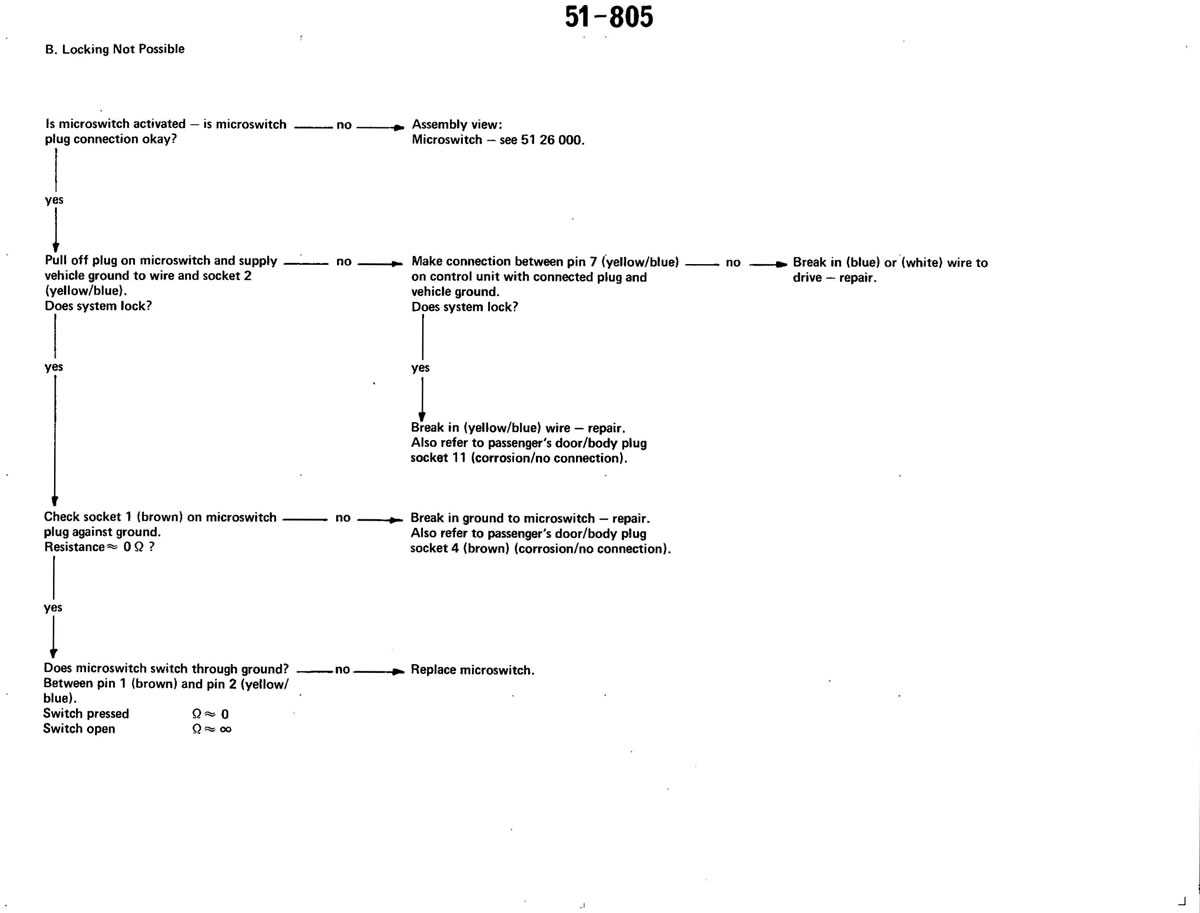 51-805
B. Locking Not Possible
Is microswitch activated — is microswitch
plug connection okay?
no
Assembly view:
Microswitch — see 51 26 000.
yes
Pull off plug on microswitch and supply
vehicle ground to wire and socket 2
(yellow/blue).
Does system lock?
no
Make connection between pin 7 (yellow/blue)
on control unit with connected plug and
vehicle ground.
Does system lock?
no
Break in (blue) or (white) wire to
drive — repair.
yes
yes
Break in (yellow/blue) wire — repair.
Also refer to passenger's door/body plug
socket 11 (corrosion/no connection).
Check socket 1 (brown) on microswitch
plug against ground.
Resistance ≈ 0 Ω ?
no
Break in ground to microswitch — repair.
Also refer to passenger's door/body plug
socket 4 (brown) (corrosion/no connection).
yes
Does microswitch switch through ground?
Between pin 1 (brown) and pin 2 (yellow/
blue).
Switch pressed Ω ≈ 0
Switch open Ω ≈ ∞
no
Replace microswitch.